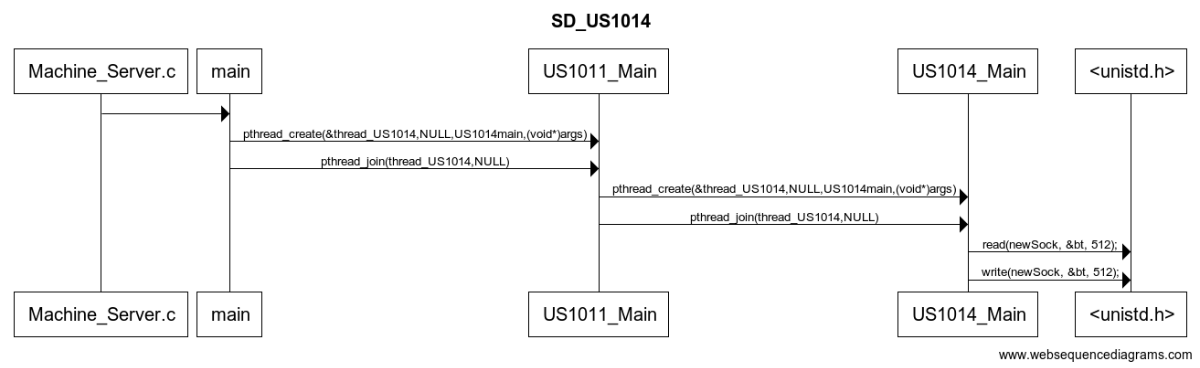 SD_US1014
Machine_Server.c main US1011_Main US1014_Main <unistd.h>
pthread_create(&thread_US1014,NULL,US1014main,(void*)args)
pthread_join(thread_US1014,NULL)
pthread_create(&thread_US1014,NULL,US1014main,(void*)args)
pthread_join(thread_US1014,NULL)
read(newSock, &bt, 512);
write(newSock, &bt, 512);
Machine_Server.c main US1011_Main US1014_Main <unistd.h>
www.websequencediagrams.com